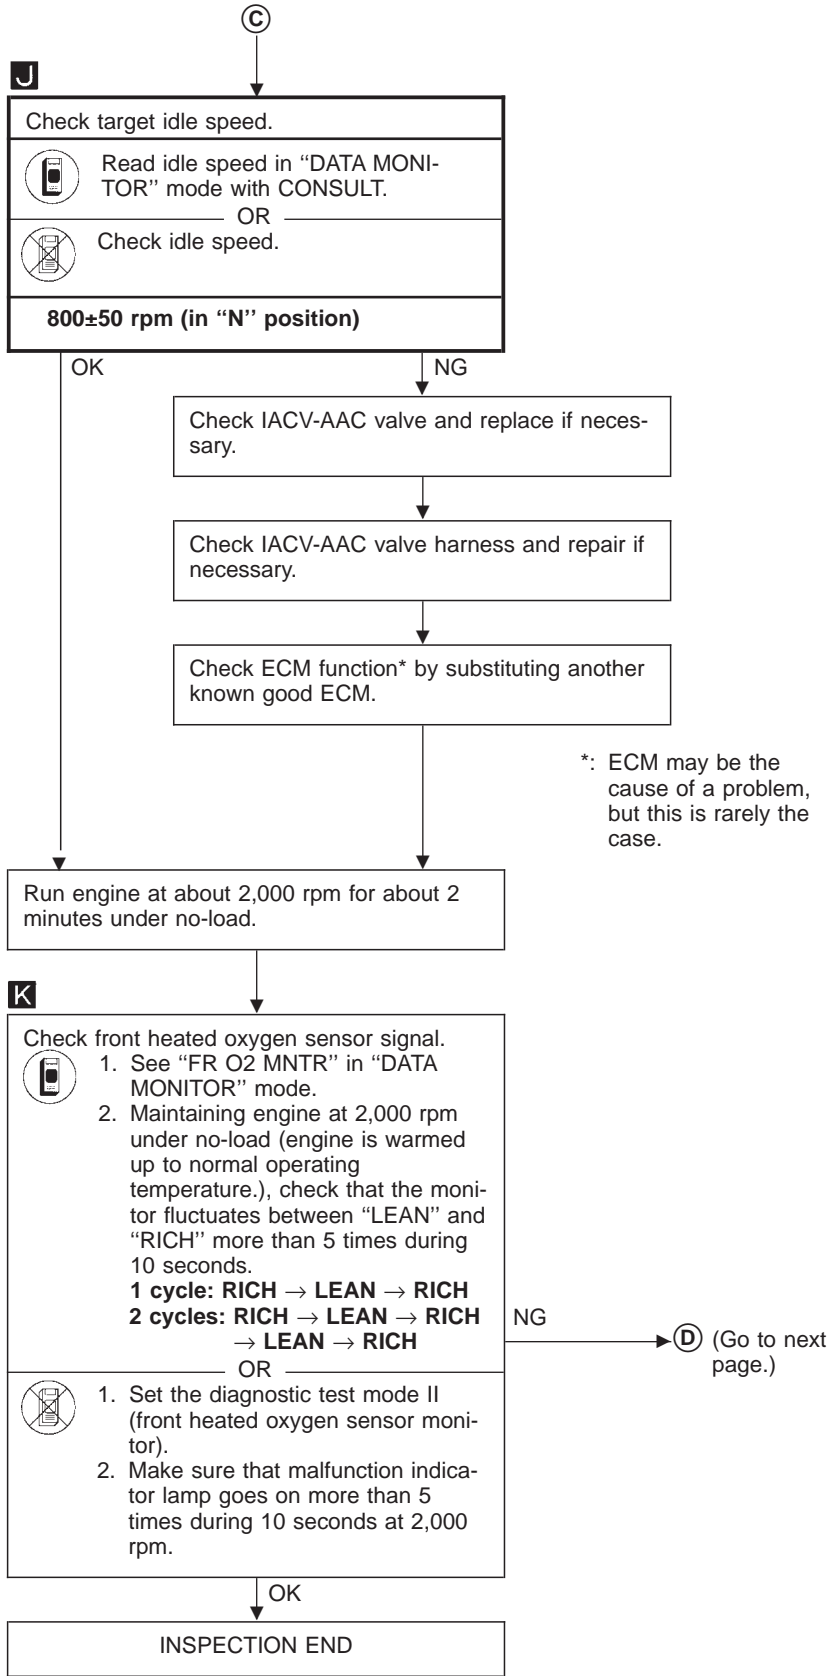 C
J
Check target idle speed.
Read idle speed in “DATA MONI-
TOR’’ mode with CONSULT.
OR
Check idle speed.
800±50 rpm (in “N’’ position)
OK
NG
Check IACV-AAC valve and replace if neces-
sary.
Check IACV-AAC valve harness and repair if
necessary.
Check ECM function* by substituting another
known good ECM.
*: ECM may be the
cause of a problem,
but this is rarely the
case.
Run engine at about 2,000 rpm for about 2
minutes under no-load.
K
Check front heated oxygen sensor signal.
1. See “FR O2 MNTR’’ in “DATA
MONITOR’’ mode.
2. Maintaining engine at 2,000 rpm
under no-load (engine is warmed
up to normal operating
temperature.), check that the moni-
tor fluctuates between “LEAN’’ and
“RICH’’ more than 5 times during
10 seconds.
1 cycle: RICH → LEAN → RICH
2 cycles: RICH → LEAN → RICH
→ LEAN → RICH
NG
D (Go to next
page.)
OR
1. Set the diagnostic test mode II
(front heated oxygen sensor moni-
tor).
2. Make sure that malfunction indica-
tor lamp goes on more than 5
times during 10 seconds at 2,000
rpm.
OK
INSPECTION END